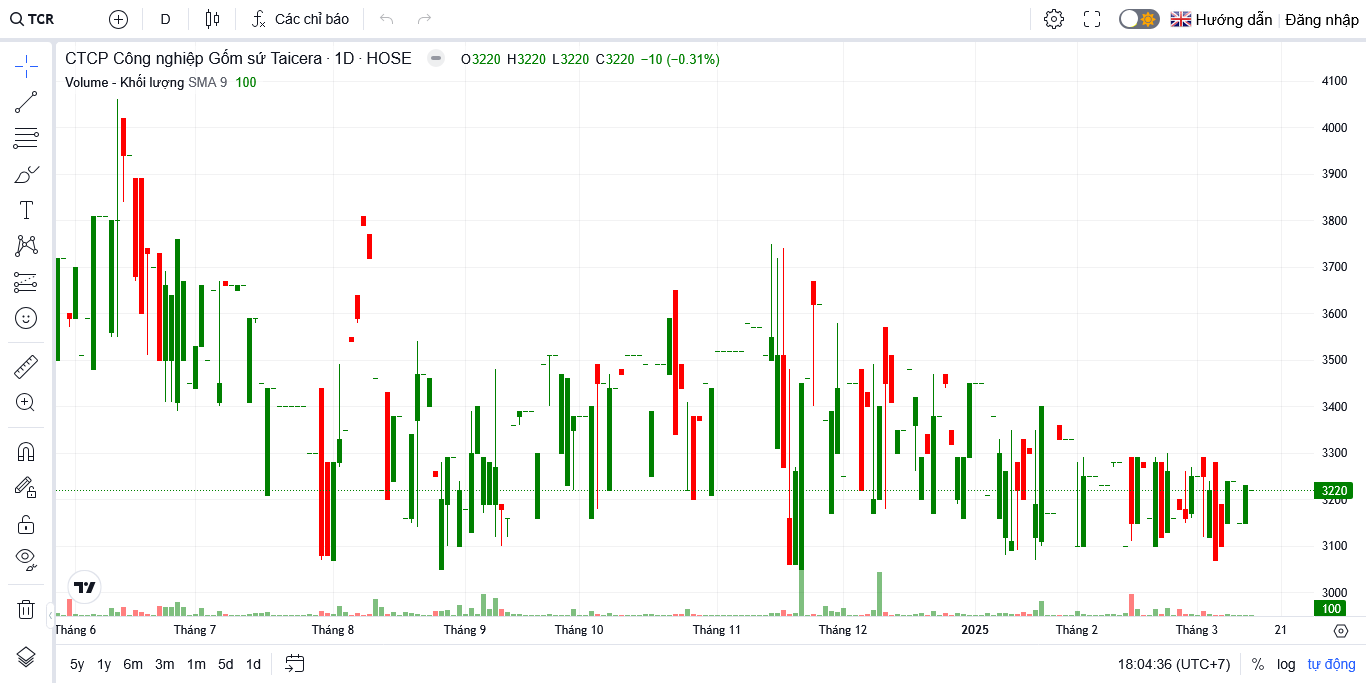 TCR
D
Các chỉ báo
Hướng dẫn
Đăng nhập
CTCP Công nghiệp Gốm sứ Taicera · 1D · HOSE
O3220 H3220 L3220 C3220 −10 (−0.31%)
Volume - Khối lượng SMA 9 100
4100
4000
3900
3800
3700
3600
3500
3400
3300
3220
3200
3100
3000
100
Tháng 6 Tháng 7 Tháng 8 Tháng 9 Tháng 10 Tháng 11 Tháng 12 2025 Tháng 2 Tháng 3 21
5y 1y 6m 3m 1m 5d 1d
18:04:36 (UTC+7) % log tự động